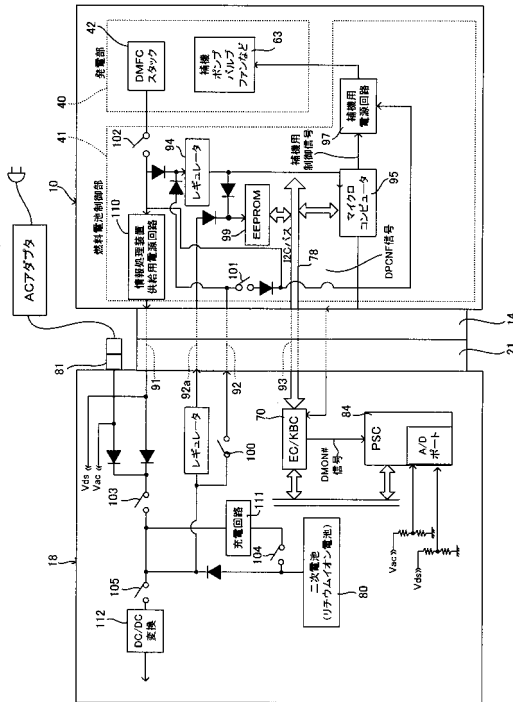 ACアダプタ
81
10
燃料電池制御部
41
発電部
40
42
DMFC
スタック
102
補機
ポンプ
バルブ
ファンなど
63
94
レギュレータ
110
情報処理装置
供給用電源回路
99
EEPROM
I2Cバス
101
78
補機用
制御信号
補機用
電源回路
97
マイクロ
コンピュータ
95
DPCNF信号
14
21
91
92a
92
93
18
Vds
Vac
103
105
112
DC/DC
変換
レギュレータ
100
充電回路
111
104
二次電池
(リチウムイオン電池)
80
70
EC/KBC
DMON#
信号
84
PSC
A/D
ポート
Vac
Vds